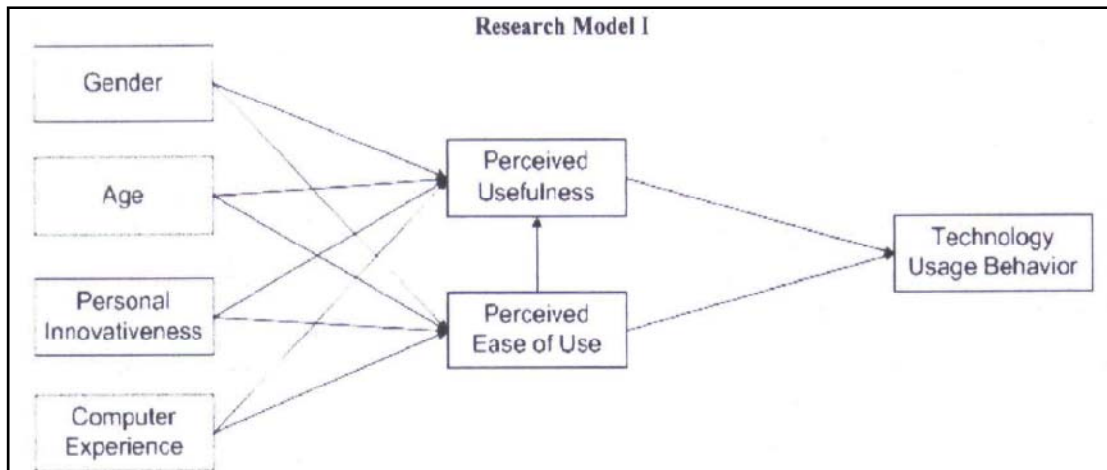 Research Model I
Gender
Age
Personal
Innovativeness
Computer
Experience
Perceived
Usefulness
Perceived
Ease of Use
Technology
Usage Behavior